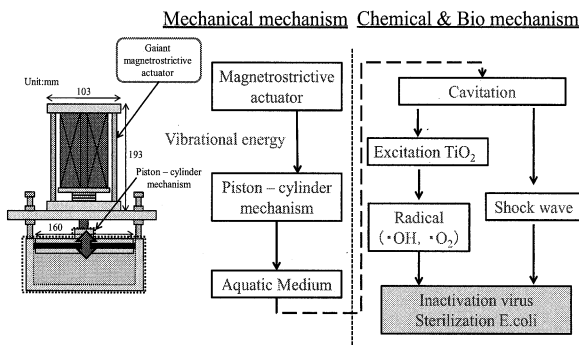 Mechanical mechanism
Chemical & Bio mechanism
Gaiant
magnetrostrictive
actuator
Unit:mm
103
193
Piston-cylinder
mechanism
160
Magnetrostrictive
actuator
Vibrational energy
Piston – cylinder
mechanism
Aquatic Medium
Cavitation
Excitation TiO₂
Radical
(・OH, ・O₂)
Shock wave
Inactivation virus
Sterilization E.coli